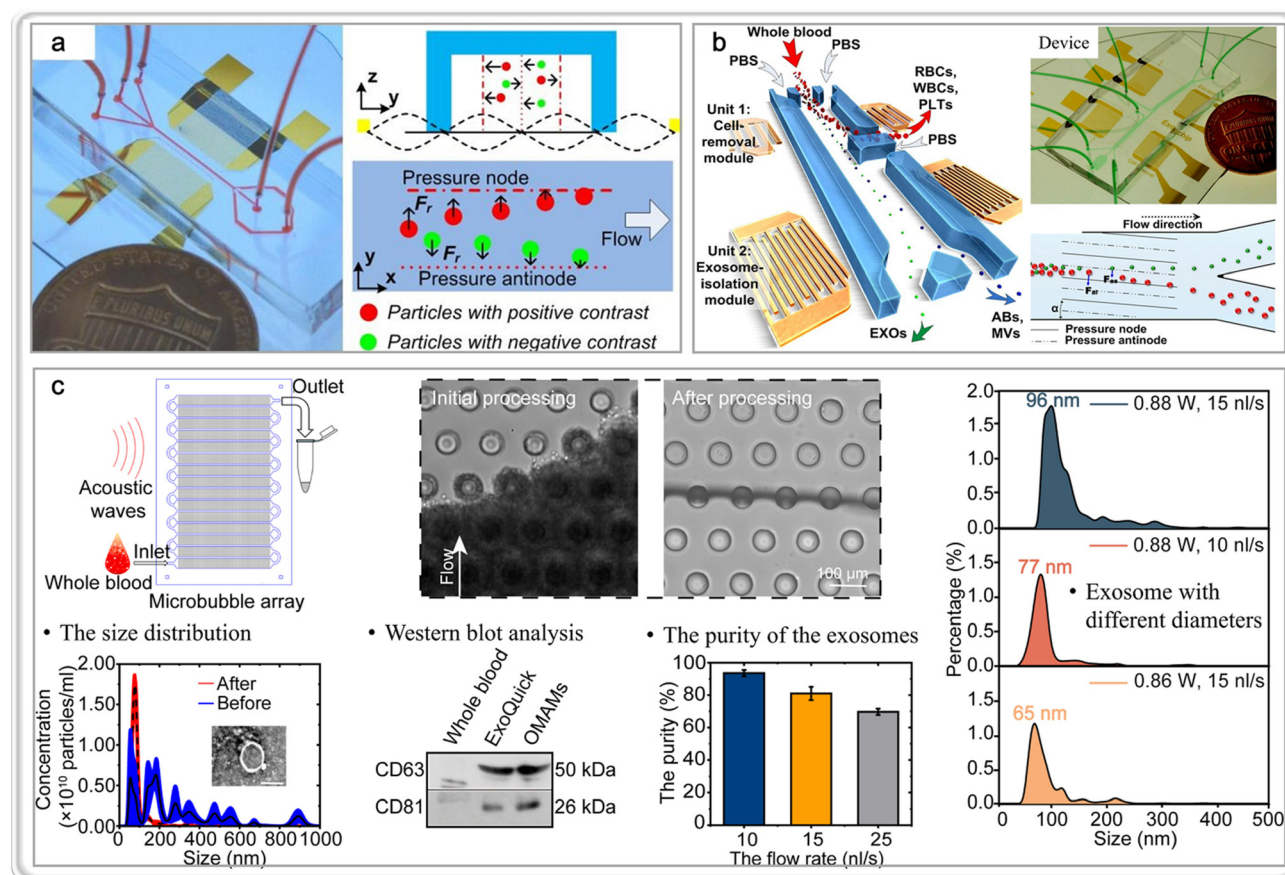 a
z
y
Pressure node
Fr
Fr
Flow
Pressure antinode
y
x
Particles with positive contrast
Particles with negative contrast
b
Whole blood
PBS
PBS
RBCs,
WBCs,
PLTs
Unit 1:
Cell-
removal
module
PBS
Unit 2:
Exosome-
isolation
module
EXOs
ABs,
MVs
Device
Flow direction
α
Pressure node
Pressure antinode
c
Outlet
Acoustic
waves
Inlet
Whole blood
Microbubble array
Initial processing
Flow
After processing
100 μm
• The size distribution
Concentration
(×10¹⁰ particles/ml)
2.00
1.50
1.00
0.50
0.00
After
Before
0 200 400 600 800 1000
Size (nm)
• Western blot analysis
Whole blood
ExoQuick
OMAMs
CD63 50 kDa
CD81 26 kDa
• The purity of the exosomes
The purity (%)
100
80
60
40
20
0
10 15 25
The flow rate (nl/s)
Percentage (%)
2.0
1.5
1.0
0.5
0.0
96 nm
0.88 W, 15 nl/s
2.0
1.5
1.0
0.5
0.0
77 nm
0.88 W, 10 nl/s
• Exosome with
different diameters
2.0
1.5
1.0
0.5
0.0
65 nm
0.86 W, 15 nl/s
0 100 200 300 400 500
Size (nm)